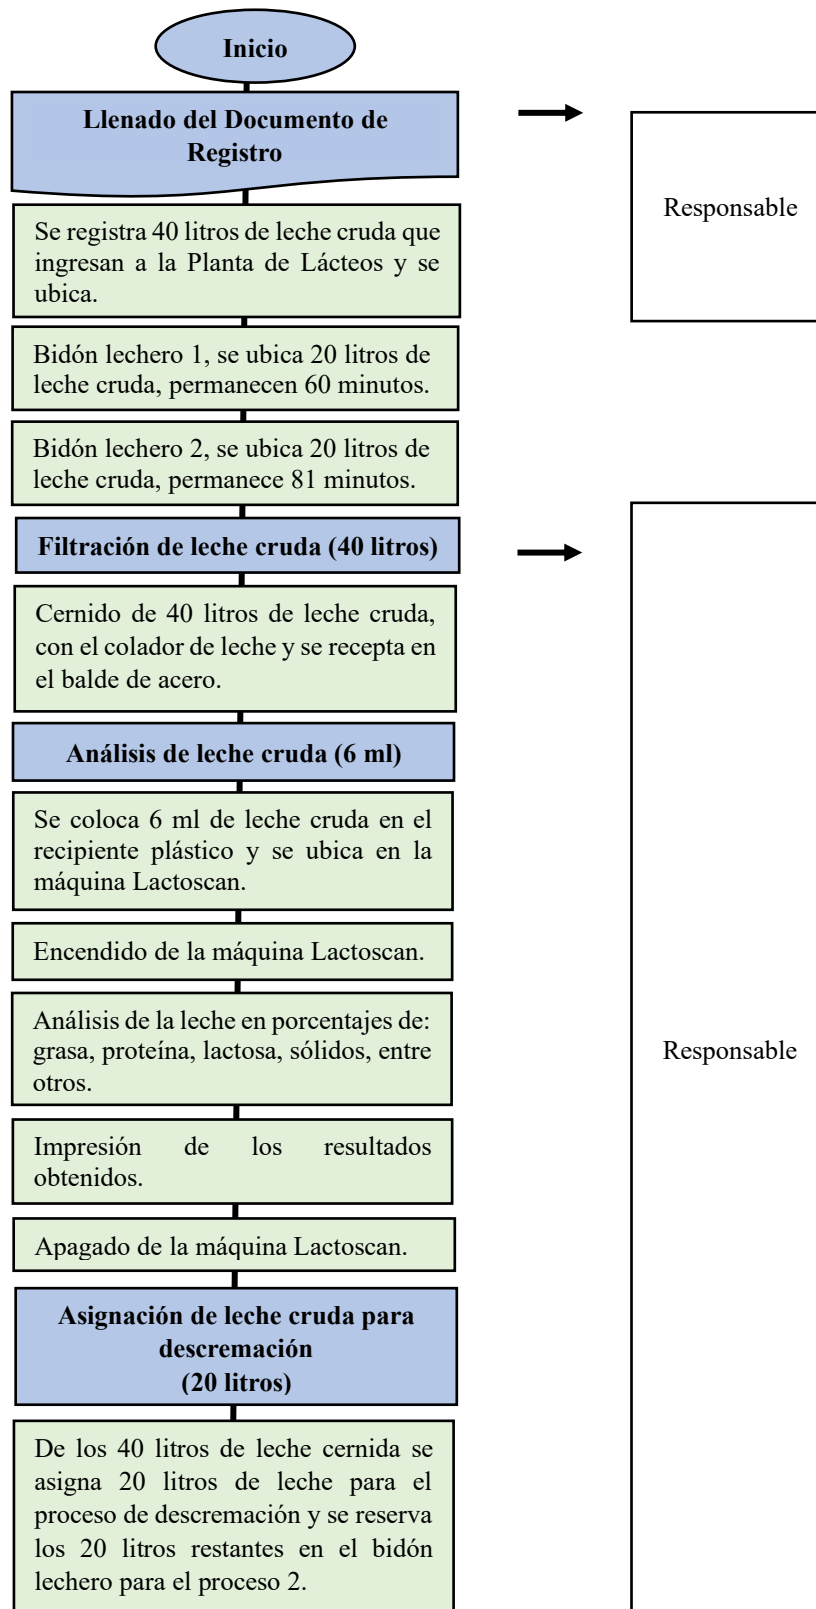 Inicio
Llenado del Documento de
Registro
Responsable
Se registra 40 litros de leche cruda que
ingresan a la Planta de Lácteos y se
ubica.
Bidón lechero 1, se ubica 20 litros de
leche cruda, permanecen 60 minutos.
Bidón lechero 2, se ubica 20 litros de
leche cruda, permanece 81 minutos.
Filtración de leche cruda (40 litros)
Cernido de 40 litros de leche cruda,
con el colador de leche y se recepta en
el balde de acero.
Análisis de leche cruda (6 ml)
Se coloca 6 ml de leche cruda en el
recipiente plástico y se ubica en la
máquina Lactoscan.
Encendido de la máquina Lactoscan.
Análisis de la leche en porcentajes de:
grasa, proteína, lactosa, sólidos, entre
otros.
Responsable
Impresión de los resultados
obtenidos.
Apagado de la máquina Lactoscan.
Asignación de leche cruda para
descremación
(20 litros)
De los 40 litros de leche cernida se
asigna 20 litros de leche para el
proceso de descremación y se reserva
los 20 litros restantes en el bidón
lechero para el proceso 2.